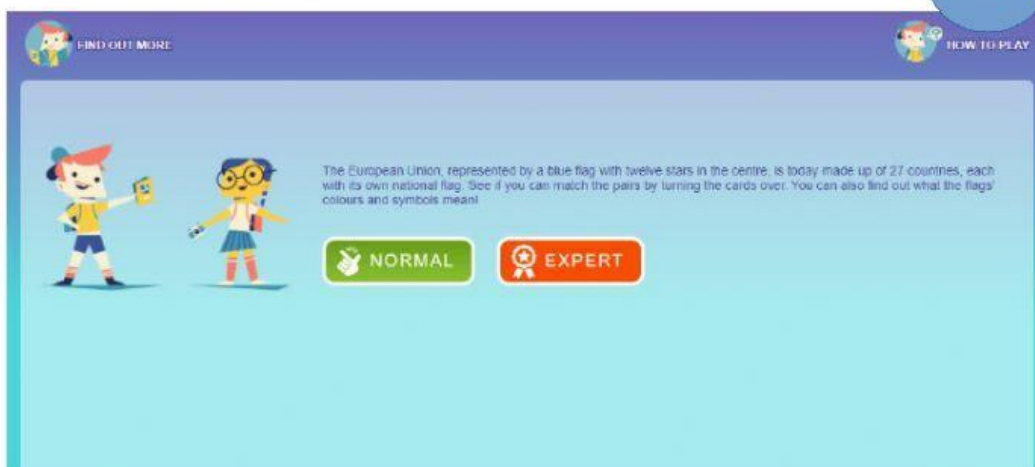 FIND OUT MORE
HOW TO PLAY
The European Union, represented by a blue flag with twelve stars in the centre, is today made up of 27 countries, each
with its own national flag. See if you can match the pairs by turning the cards over. You can also find out what the flags'
colours and symbols mean!
NORMAL
EXPERT